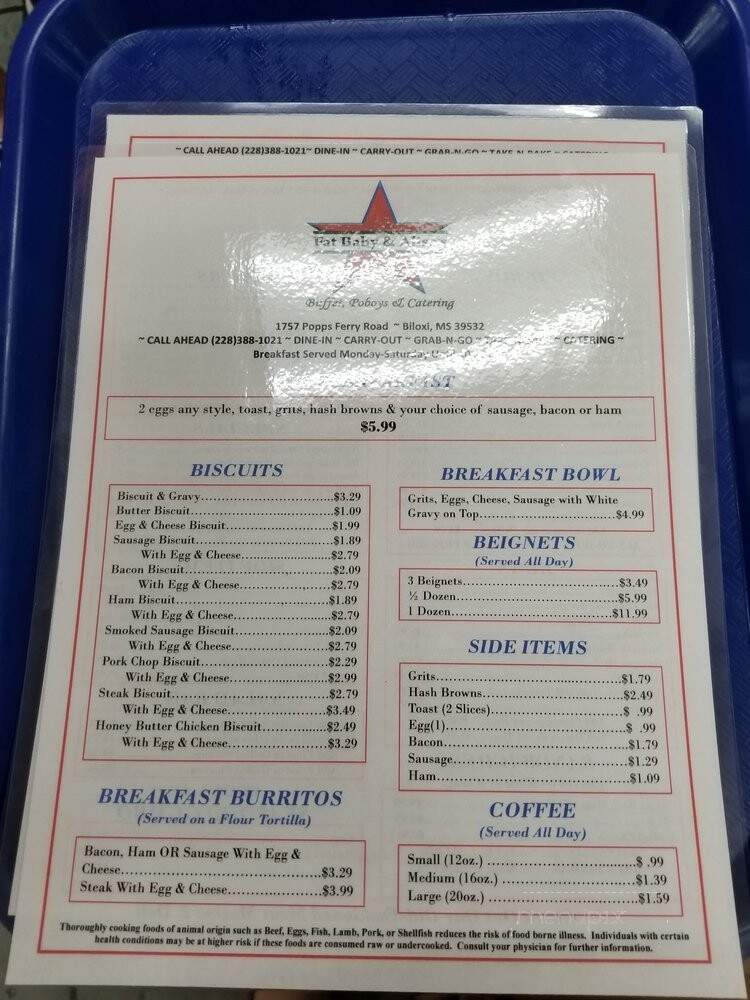 ~ CALL AHEAD (228)388-1021~ DINE-IN ~ CARRY-OUT ~ GRAB-N-GO ~ TAKE-N-BAKE ~ CATERING
Fat Baby &
Buffet, Poboys & Catering
1757 Popps Ferry Road ~ Biloxi, MS 39532
~ CALL AHEAD (228)388-1021 ~ DINE-IN ~ CARRY-OUT ~ GRAB-N-GO ~ ~ CATERING ~
Breakfast Served Monday-Saturday
2 eggs any style, toast, grits, hash browns & your choice of sausage, bacon or ham
$5.99
BISCUITS
Biscuit & Gravy...$3.29
Butter Biscuit...$1.09
Egg & Cheese Biscuit...$1.99
Sausage Biscuit...$1.89
With Egg & Cheese...$2.79
Bacon Biscuit...$2.09
With Egg & Cheese...$2.79
Ham Biscuit...$1.89
With Egg & Cheese...$2.79
Smoked Sausage Biscuit...$2.09
With Egg & Cheese...$2.79
Pork Chop Biscuit...$2.29
With Egg & Cheese...$2.99
Steak Biscuit...$2.79
With Egg & Cheese...$3.49
Honey Butter Chicken Biscuit...$2.49
With Egg & Cheese...$3.29
BREAKFAST BURRITOS
(Served on a Flour Tortilla)
Bacon, Ham OR Sausage With Egg &
Cheese...$3.29
Steak With Egg & Cheese...$3.99
BREAKFAST BOWL
Grits, Eggs, Cheese, Sausage with White
Gravy on Top...$4.99
BEIGNETS
(Served All Day)
3 Beignets...$3.49
½ Dozen...$5.99
1 Dozen...$11.99
SIDE ITEMS
Grits...$1.79
Hash Browns...$2.49
Toast (2 Slices)...$ .99
Egg(1)...$ .99
Bacon...$1.79
Sausage...$1.29
Ham...$1.09
COFFEE
(Served All Day)
Small (12oz.) ...$ .99
Medium (16oz.) ...$1.39
Large (20oz.) ...$1.59
menupix
Thoroughly cooking foods of animal origin such as Beef, Eggs, Fish, Lamb, Pork, or Shellfish reduces the risk of food borne illness. Individuals with certain
health conditions may be at higher risk if these foods are consumed raw or undercooked. Consult your physician for further information.